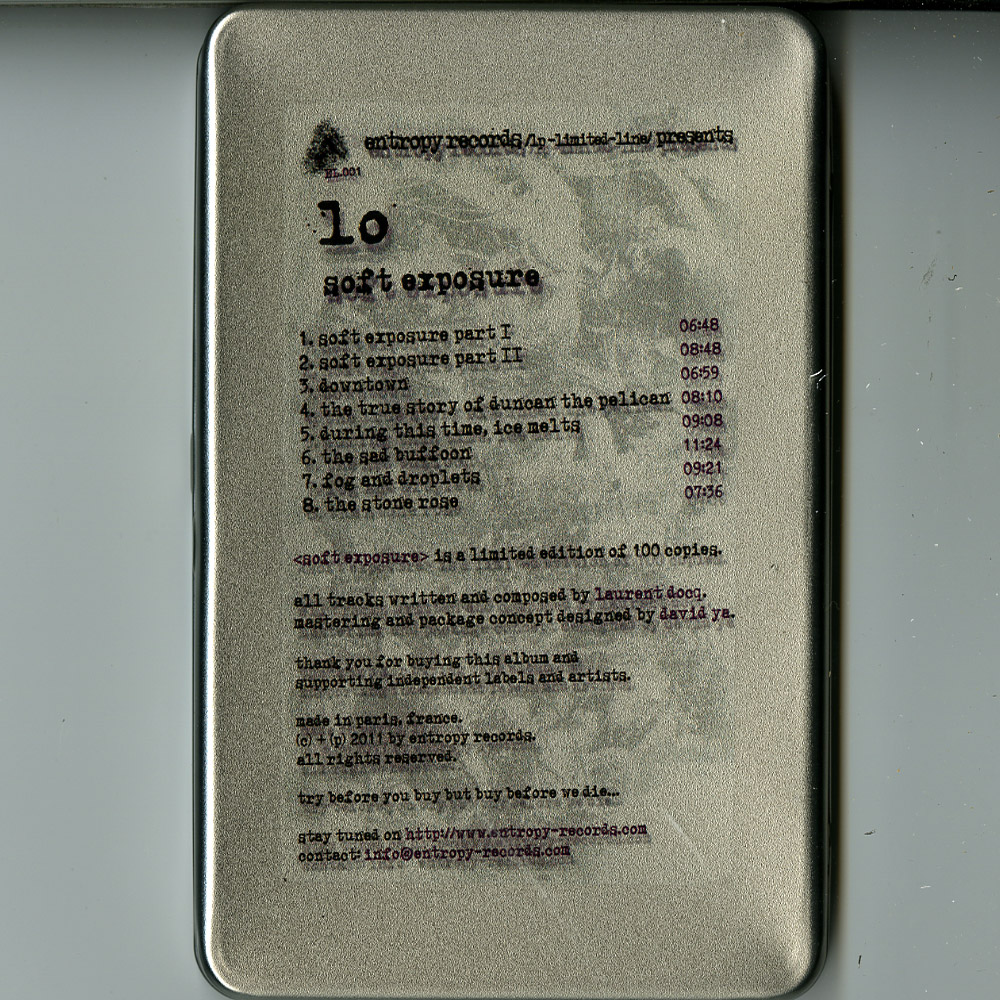 entropy records /lp-limited-line/ presents
HL.001
lo
soft exposure
1. soft exposure part I 06:48
2. soft exposure part II 08:48
3. downtown 06:59
4. the true story of duncan the pelican 08:10
5. during this time, ice melts 09:08
6. the sad buffoon 11:24
7. fog and droplets 09:21
8. the stone rose 07:36
<soft exposure> is a limited edition of 100 copies.
all tracks written and composed by laurent docq.
mastering and package concept designed by david ya.
thank you for buying this album and
supporting independent labels and artists.
made in paris, france.
(c) + (p) 2011 by entropy records.
all rights reserved.
try before you buy but buy before we die...
stay tuned on http://www.entropy-records.com
contact: info@entropy-records.com